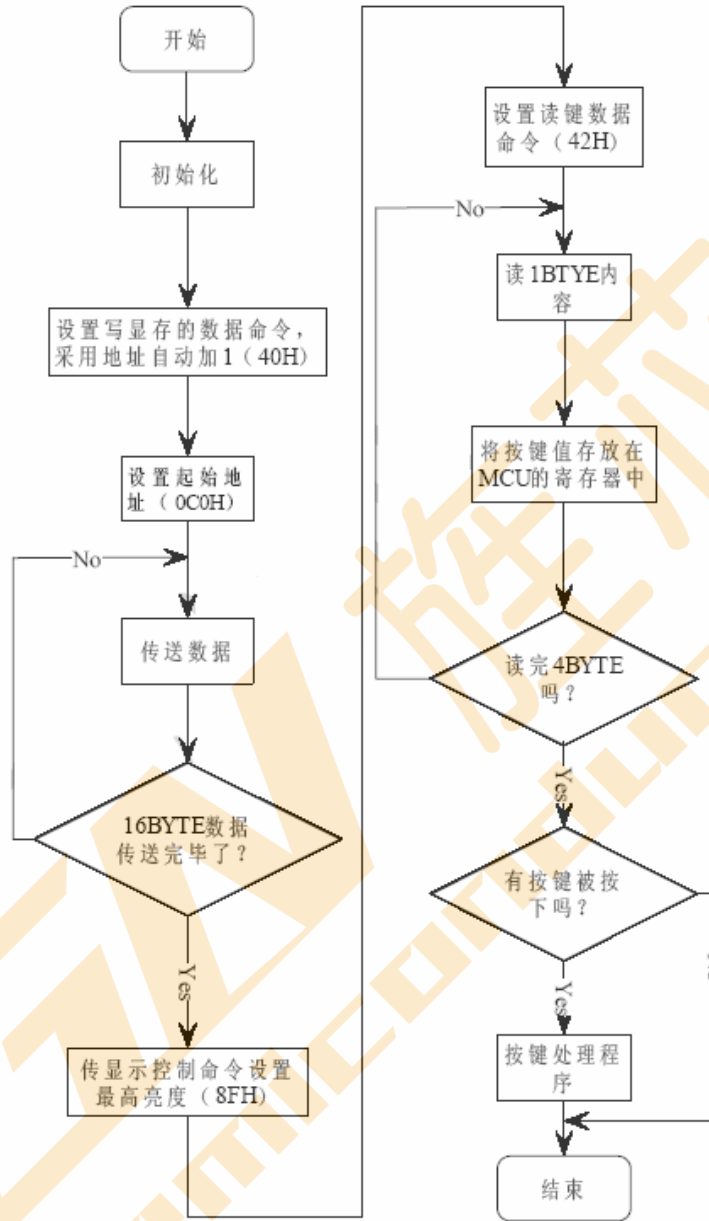 开始
初始化
设置写显存的数据命令，
采用地址自动加1（40H）
设置起始地
址（0C0H）
No
传送数据
16BYTE数据
传送完毕了？
Yes
传显示控制命令设置
最高亮度（8FH）
设置读键数据
命令（42H）
No
读1BTYE内
容
将按键值存放在
MCU的寄存器中
读完4BYTE
吗？
Yes
有按键被按
下吗？
Yes
按键处理程
序
结束